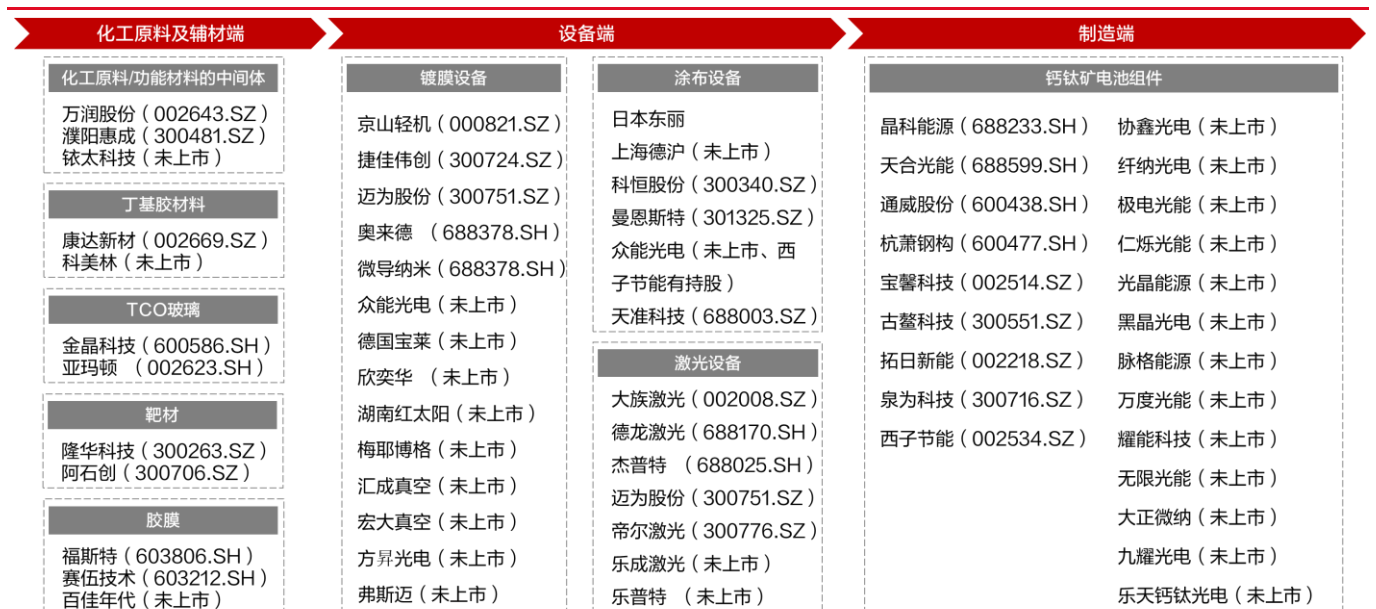 化工原料及辅材端
设备端
制造端
化工原料/功能材料的中间体
万润股份（002643.SZ）
濮阳惠成（300481.SZ）
铱太科技（未上市）
丁基胶材料
康达新材（002669.SZ）
科美林（未上市）
TCO玻璃
金晶科技（600586.SH）
亚玛顿 （002623.SH）
靶材
隆华科技（300263.SZ）
阿石创（300706.SZ）
胶膜
福斯特（603806.SH）
赛伍技术（603212.SH）
百佳年代（未上市）
镀膜设备
京山轻机（000821.SZ）
捷佳伟创（300724.SZ）
迈为股份（300751.SZ）
奥来德 （688378.SH）
微导纳米（688378.SH）
众能光电（未上市）
德国宝莱（未上市）
欣奕华 （未上市）
湖南红太阳（未上市）
梅耶博格（未上市）
汇成真空（未上市）
宏大真空（未上市）
方昇光电（未上市）
弗斯迈（未上市）
涂布设备
日本东丽
上海德沪（未上市）
科恒股份（300340.SZ）
曼恩斯特（301325.SZ）
众能光电（未上市、西
子节能有持股）
天准科技（688003.SZ）
激光设备
大族激光（002008.SZ）
德龙激光（688170.SH）
杰普特 （688025.SH）
迈为股份（300751.SZ）
帝尔激光（300776.SZ）
乐成激光（未上市）
乐普特 （未上市）
钙钛矿电池组件
晶科能源（688233.SH）
天合光能（688599.SH）
通威股份（600438.SH）
杭萧钢构（600477.SH）
宝馨科技（002514.SZ）
古鳌科技（300551.SZ）
拓日新能（002218.SZ）
泉为科技（300716.SZ）
西子节能（002534.SZ）
协鑫光电（未上市）
纤纳光电（未上市）
极电光能（未上市）
仁烁光能（未上市）
光晶能源（未上市）
黑晶光电（未上市）
脉格能源（未上市）
万度光能（未上市）
耀能科技（未上市）
无限光能（未上市）
大正微纳（未上市）
九耀光电（未上市）
乐天钙钛光电（未上市）